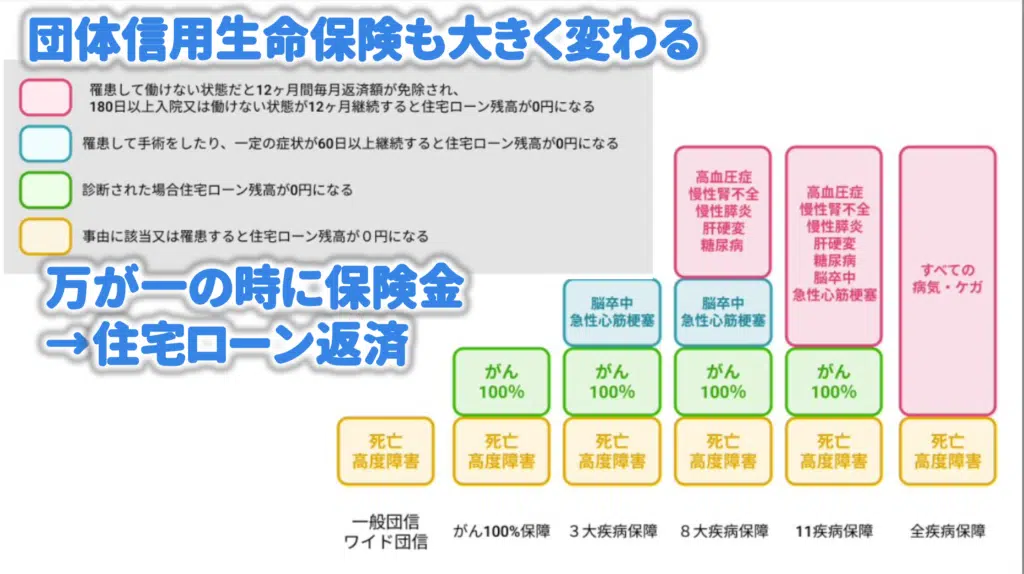 団体信用生命保険も大きく変わる
罹患して働けない状態だと12ヶ月間毎月返済額が免除され、
180日以上入院又は働けない状態が12ヶ月継続すると住宅ローン残高が0円になる
罹患して手術をしたり、一定の症状が60日以上継続すると住宅ローン残高が0円になる
診断された場合住宅ローン残高が0円になる
事由に該当又は罹患すると住宅ローン残高が０円になる
万が一の時に保険金
→住宅ローン返済
死亡
高度障害
一般団信
ワイド団信
がん
100%
死亡
高度障害
がん100%保障
脳卒中
急性心筋梗塞
がん
100%
死亡
高度障害
３大疾病保障
高血圧症
慢性腎不全
慢性膵炎
肝硬変
糖尿病
脳卒中
急性心筋梗塞
がん
100%
死亡
高度障害
８大疾病保障
高血圧症
慢性腎不全
慢性膵炎
肝硬変
糖尿病
脳卒中
急性心筋梗塞
がん
100%
死亡
高度障害
11疾病保障
すべての
病気・ケガ
死亡
高度障害
全疾病保障